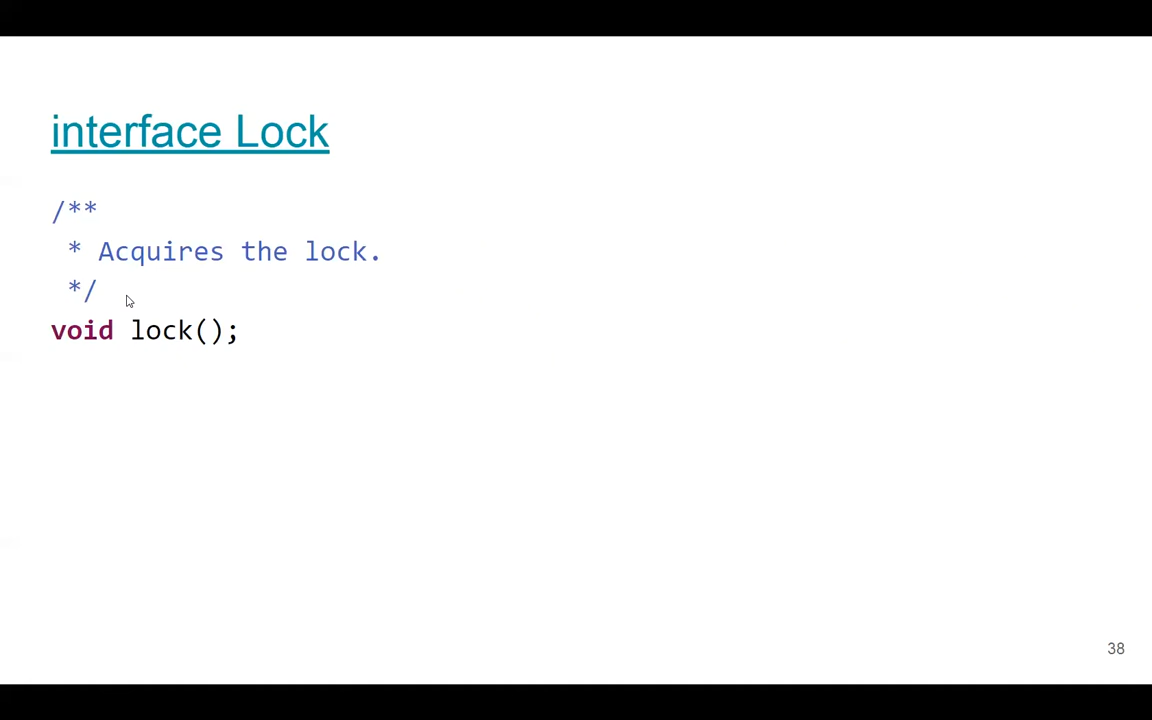 interface Lock
/**
 * Acquires the lock.
 */
void lock();
38